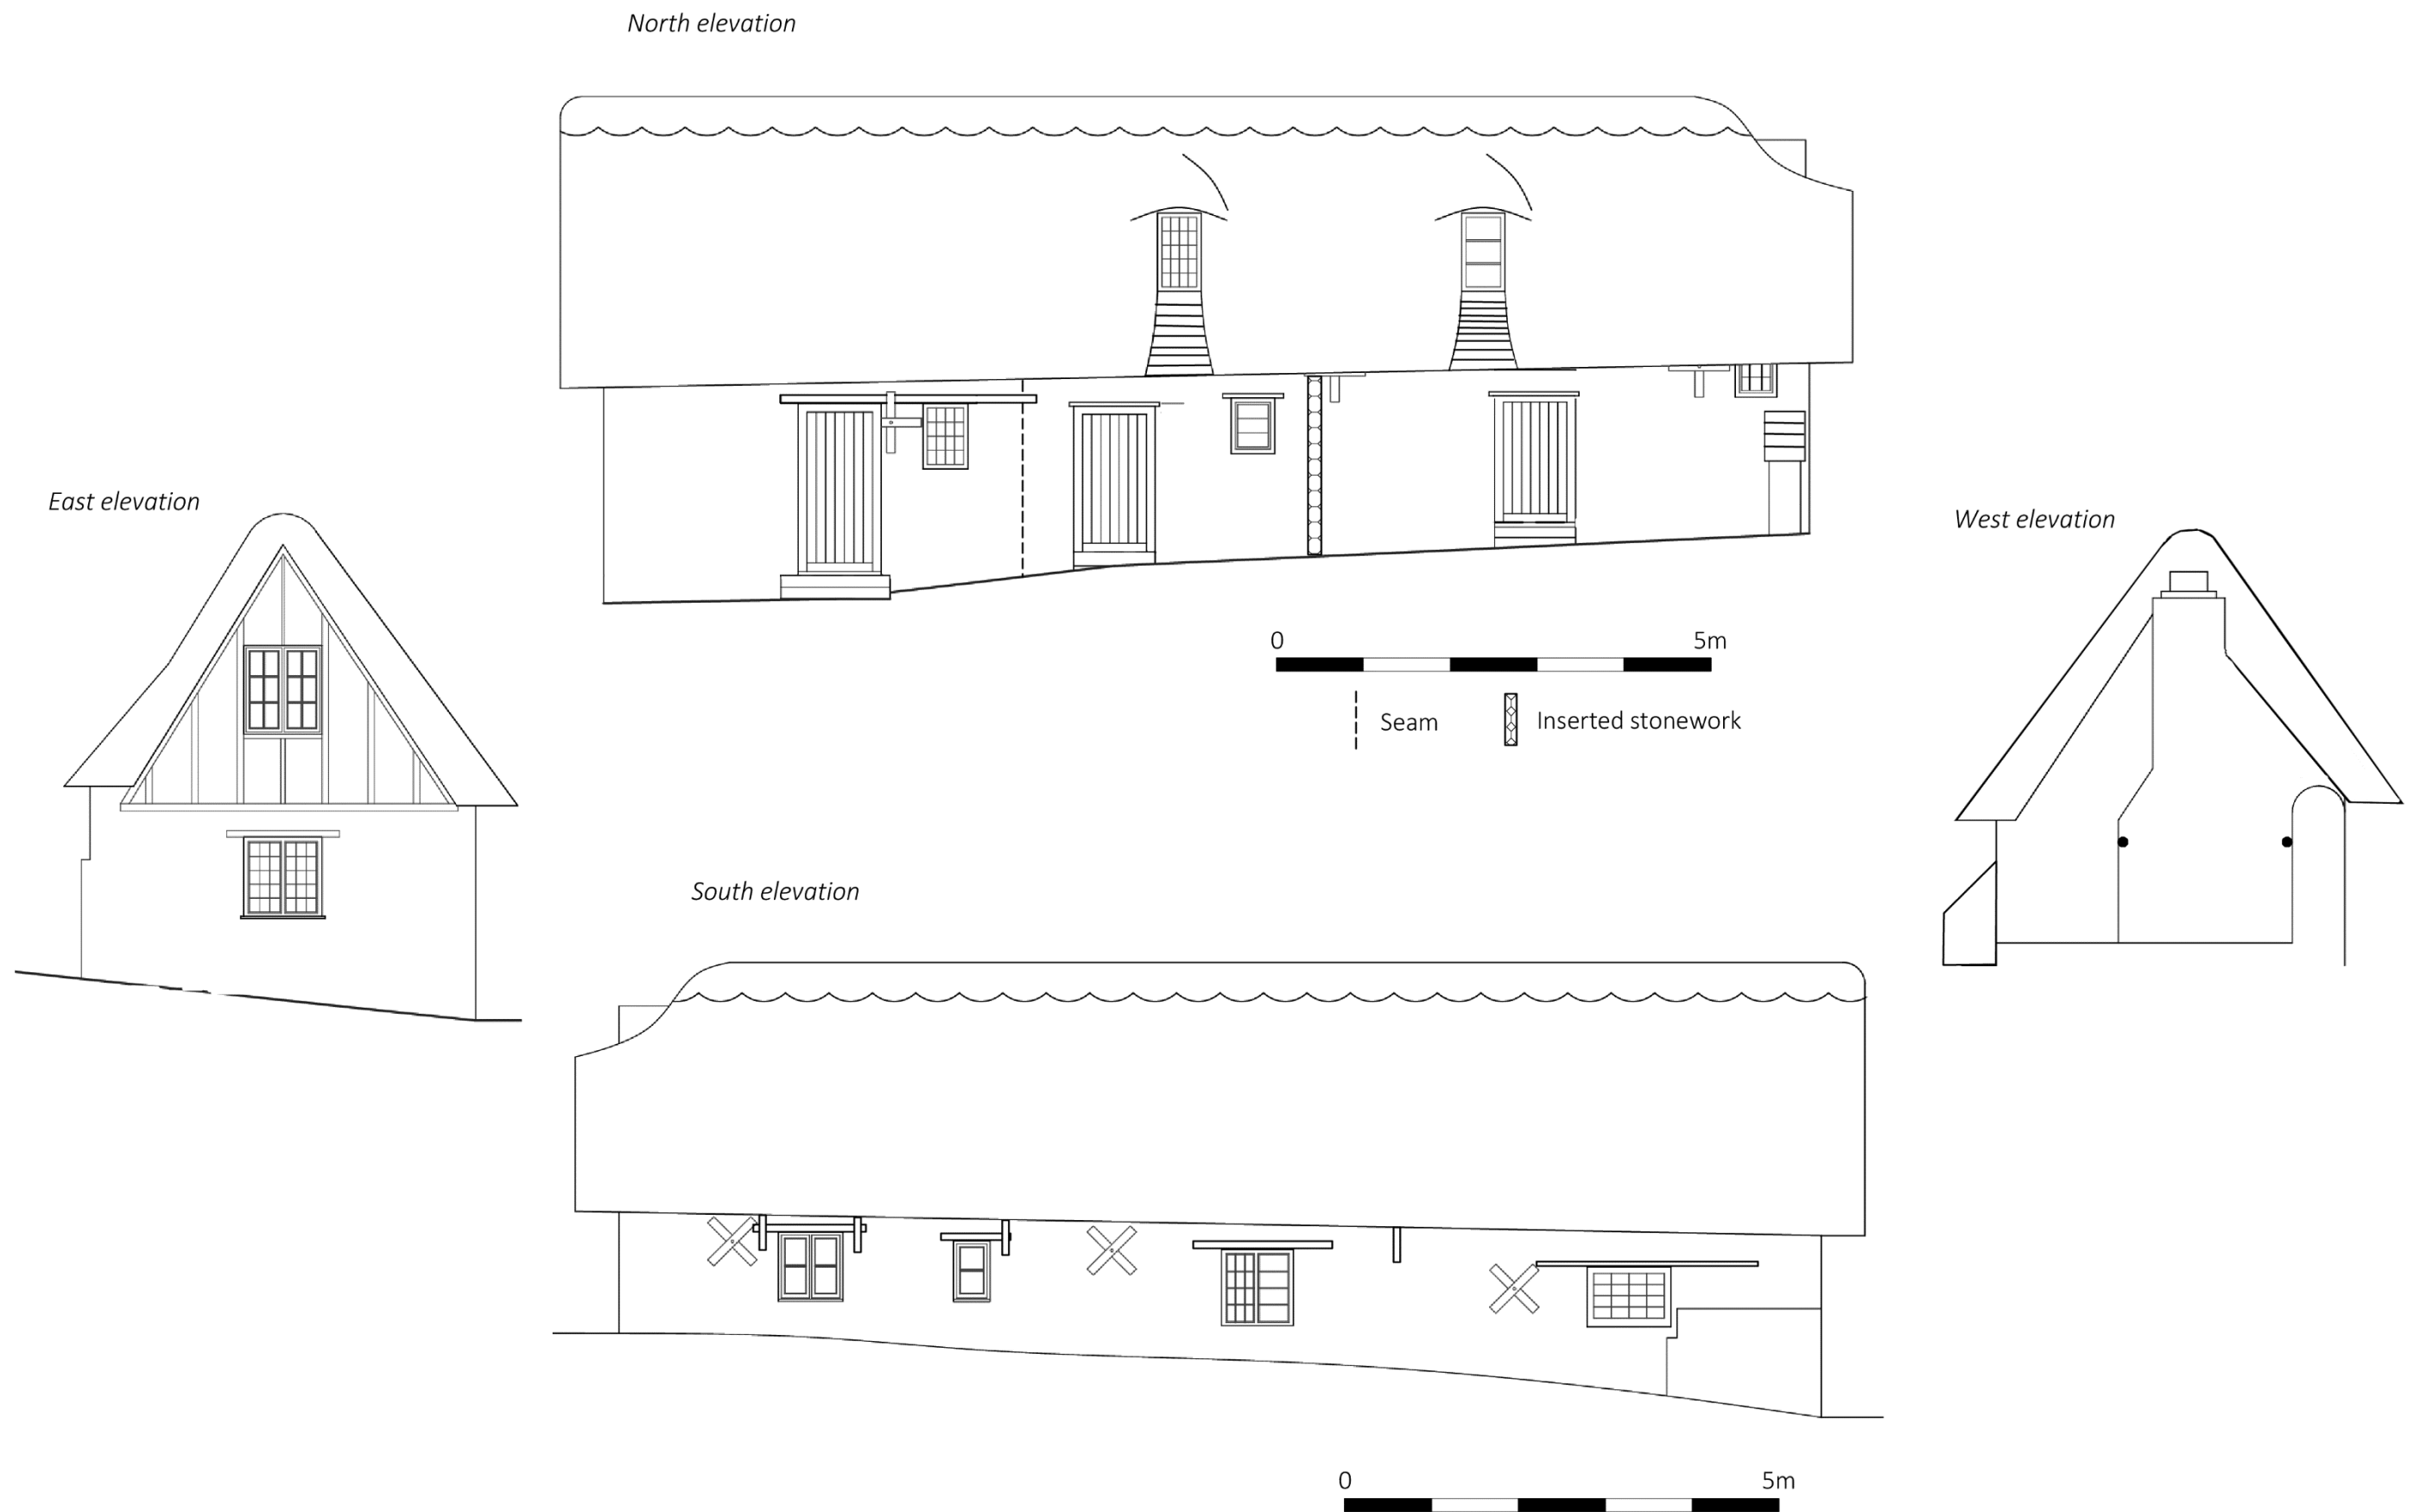 North elevation
East elevation
West elevation
0 5m
Seam Inserted stonework
South elevation
0 5m